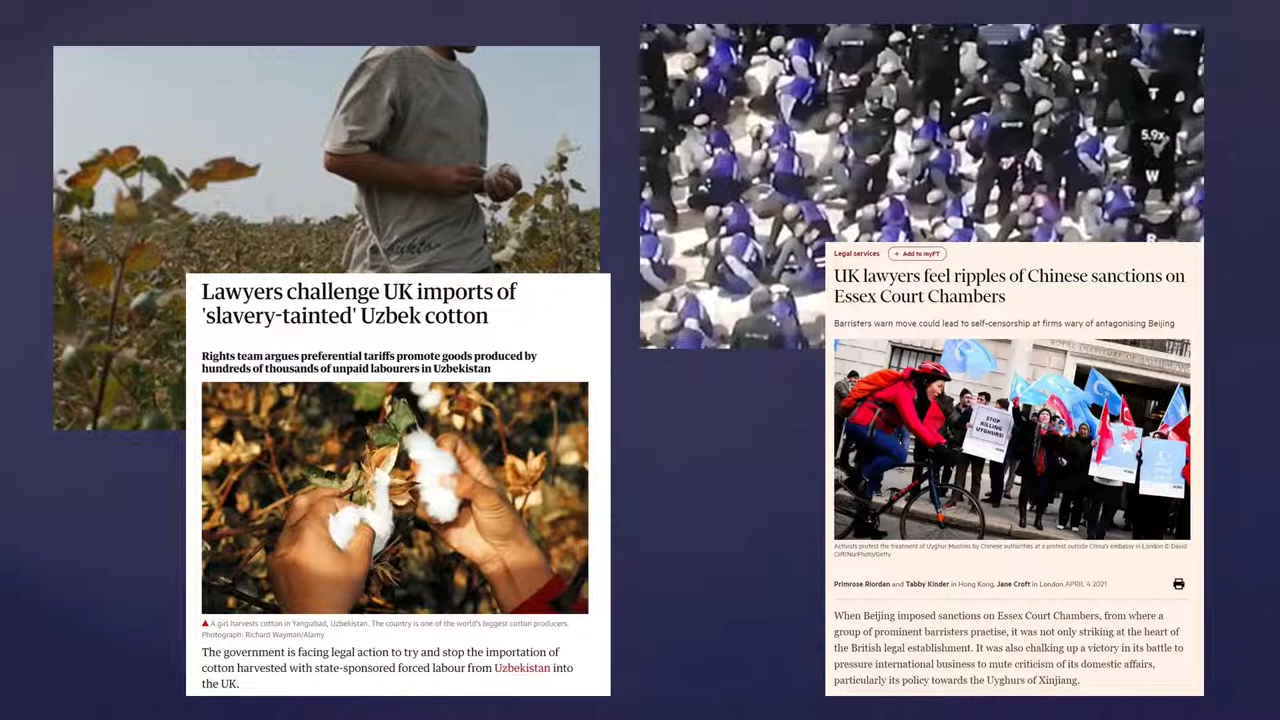 Lawyers challenge UK imports of
'slavery-tainted' Uzbek cotton
Rights team argues preferential tariffs promote goods produced by
hundreds of thousands of unpaid labourers in Uzbekistan
A girl harvests cotton in Yangiabad, Uzbekistan. The country is one of the world's biggest cotton producers.
Photograph: Richard Wayman/Alamy
The government is facing legal action to try and stop the importation of
cotton harvested with state-sponsored forced labour from Uzbekistan into
the UK.
T
5.9x
W
Legal services + Add to myFT
UK lawyers feel ripples of Chinese sanctions on
Essex Court Chambers
Barristers warn move could lead to self-censorship at firms wary of antagonising Beijing
STOP
KILLING
UYGHURS!
Activists protest the treatment of Uyghur Muslims by Chinese authorities at a protest outside China's embassy in London © David
Cliff/NurPhoto/Getty
Primrose Riordan and Tabby Kinder in Hong Kong, Jane Croft in London APRIL 4 2021
When Beijing imposed sanctions on Essex Court Chambers, from where a
group of prominent barristers practise, it was not only striking at the heart of
the British legal establishment. It was also chalking up a victory in its battle to
pressure international business to mute criticism of its domestic affairs,
particularly its policy towards the Uyghurs of Xinjiang.